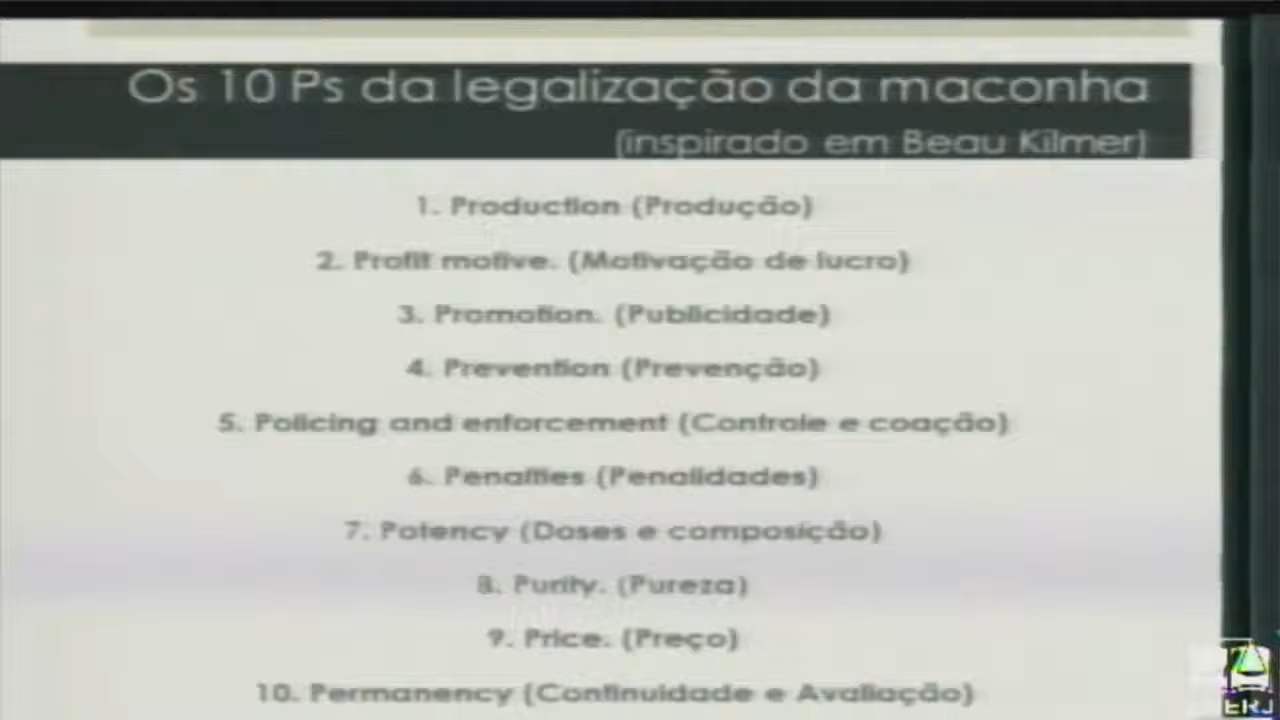 Os 10 Ps da legalização da maconha
(inspirado em Beau Kilmer)
1. Production (Produção)
2. Profit motive. (Motivação de lucro)
3. Promotion. (Publicidade)
4. Prevention (Prevenção)
5. Policing and enforcement (Controle e coação)
6. Penalties (Penalidades)
7. Potency (Doses e composição)
8. Purity. (Pureza)
9. Price. (Preço)
10. Permanency (Continuidade e Avaliação)